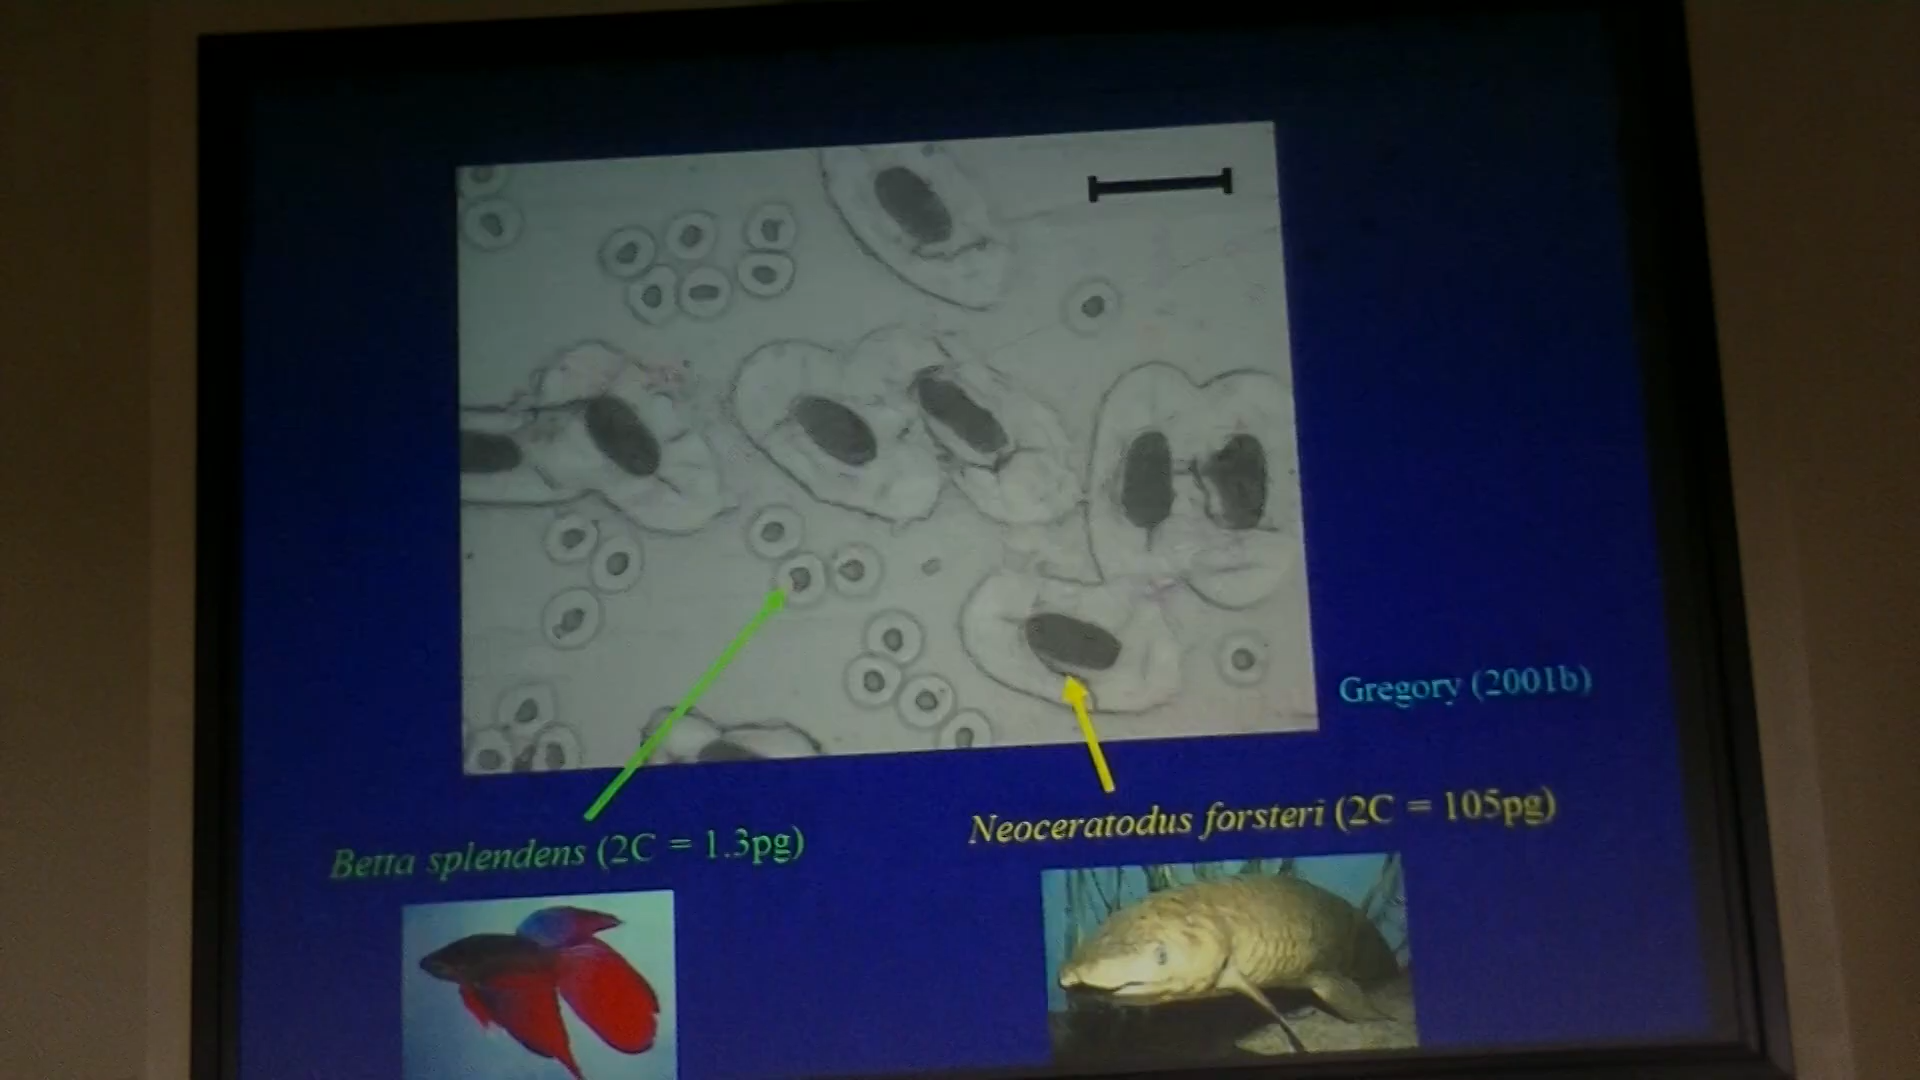 Gregory (2001b)
Betta splendens (2C = 1.3pg)
Neoceratodus forsteri (2C = 105pg)